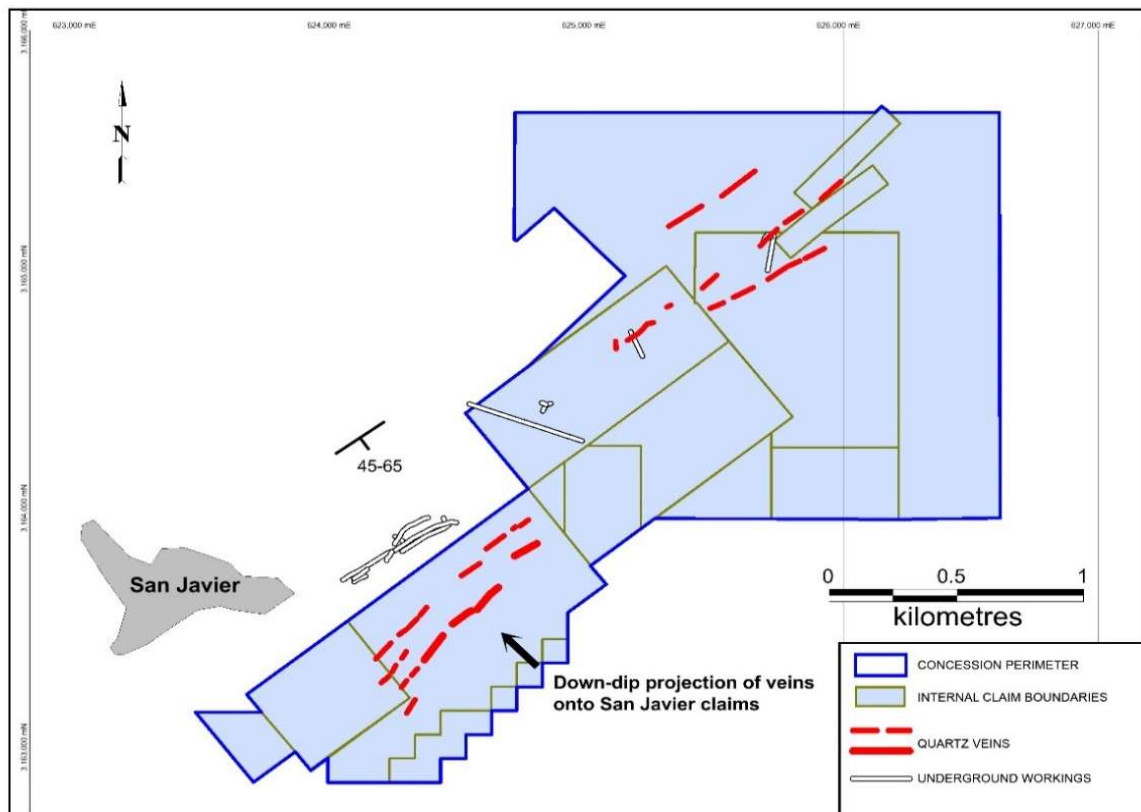 623,000 mE
624,000 mE
625,000 mE
626,000 mE
627,000 mE
3,166,000 mN
N
3,165,000 mN
45-65
3,164,000 mN
San Javier
0 0.5 1
kilometres
Down-dip projection of veins
onto San Javier claims
3,163,000 mN
CONCESSION PERIMETER
INTERNAL CLAIM BOUNDARIES
QUARTZ VEINS
UNDERGROUND WORKINGS